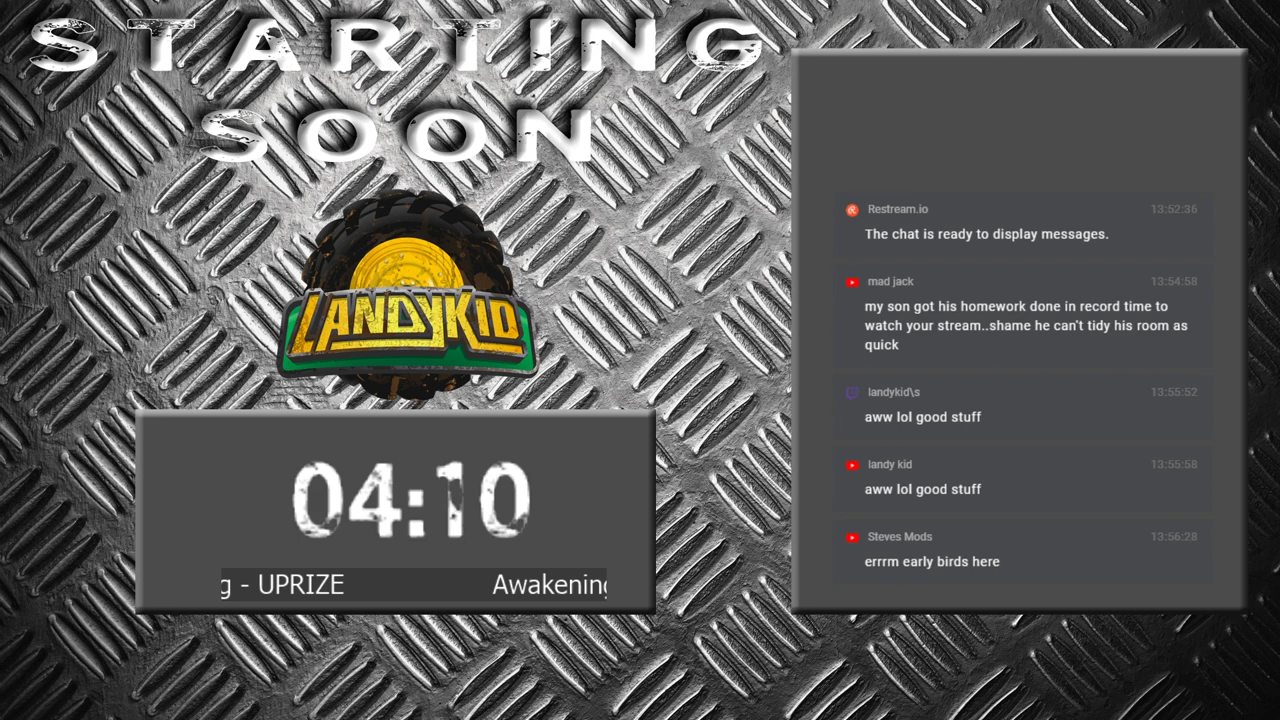 STARTING
SOON
LANDYKID
04:10
g - UPRIZE Awakening
Restream.io 13:52:36
The chat is ready to display messages.
mad jack 13:54:58
my son got his homework done in record time to
watch your stream..shame he can't tidy his room as
quick
landykid\s 13:55:52
aww lol good stuff
landy kid 13:55:58
aww lol good stuff
Steves Mods 13:56:28
errrm early birds here